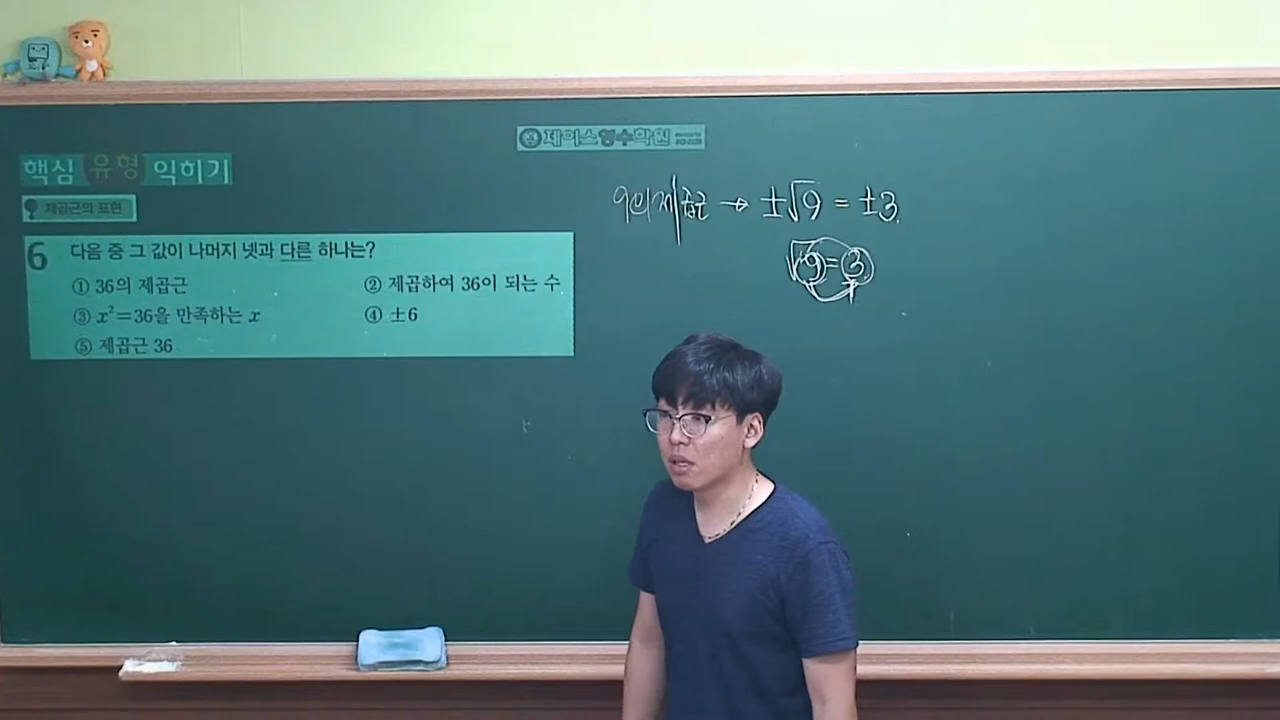 제이스영수학원
핵심 유형 익히기
제곱근의 표현
6 다음 중 그 값이 나머지 넷과 다른 하나는?
① 36의 제곱근 ② 제곱하여 36이 되는 수
③ x²=36을 만족하는 x ④ ±6
⑤ 제곱근 36
9의 제곱근 → ±√9 = ±3.
√9=3